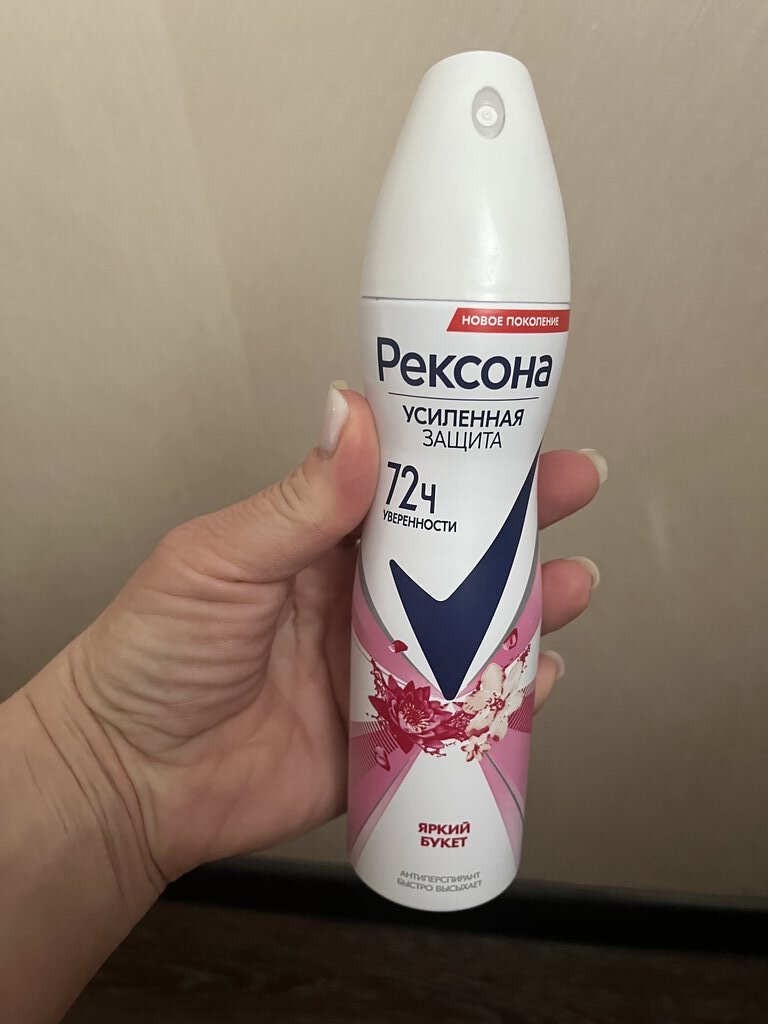 НОВОЕ ПОКОЛЕНИЕ
Рексона
УСИЛЕННАЯ
ЗАЩИТА
72ч
УВЕРЕННОСТИ
ЯРКИЙ
БУКЕТ
АНТИПЕРСПИРАНТ
БЫСТРО ВЫСЫХАЕТ